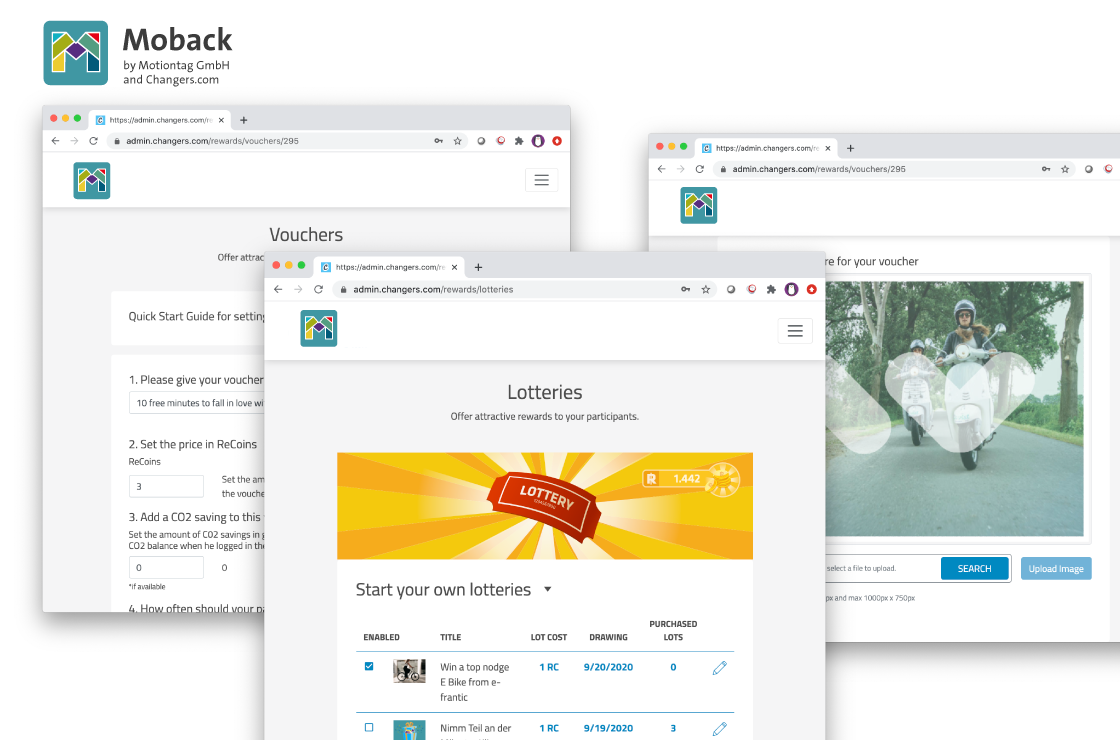 Moback
by Motiontag GmbH
and Changers.com
https://admin.changers.com/re
admin.changers.com/rewards/vouchers/295
Vouchers
Offer attrac
Quick Start Guide for setting
1. Please give your voucher
10 free minutes to fall in love wi
2. Set the price in ReCoins
ReCoins
3
Set the am
the vouche
3. Add a CO2 saving to this
Set the amount of CO2 savings in g
CO2 balance when he logged in the
0
0
*if available
4. How often should your pa
https://admin.changers.com/re
admin.changers.com/rewards/lotteries
Lotteries
Offer attractive rewards to your participants.
LOTTERY
R 1.442
Start your own lotteries
ENABLED TITLE LOT COST DRAWING PURCHASED LOTS
Win a top nodge E Bike from e-frantic 1 RC 9/20/2020 0
Nimm Teil an der 1 RC 9/19/2020 3
https://admin.changers.com/re
admin.changers.com/rewards/vouchers/295
re for your voucher
select a file to upload.
SEARCH
Upload Image
px and max 1000px x 750px